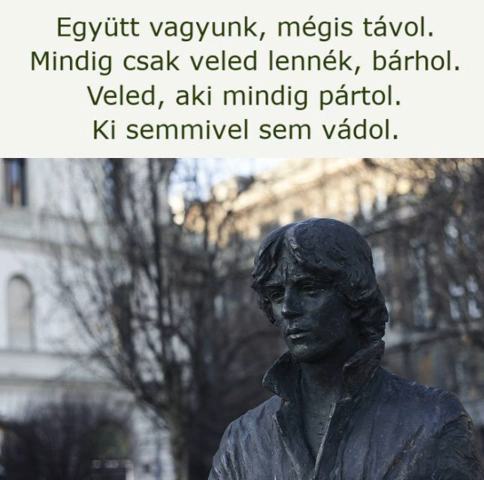 Együtt vagyunk, mégis távol.
Mindig csak veled lennék, bárhol.
Veled, aki mindig pártol.
Ki semmivel sem vádol.